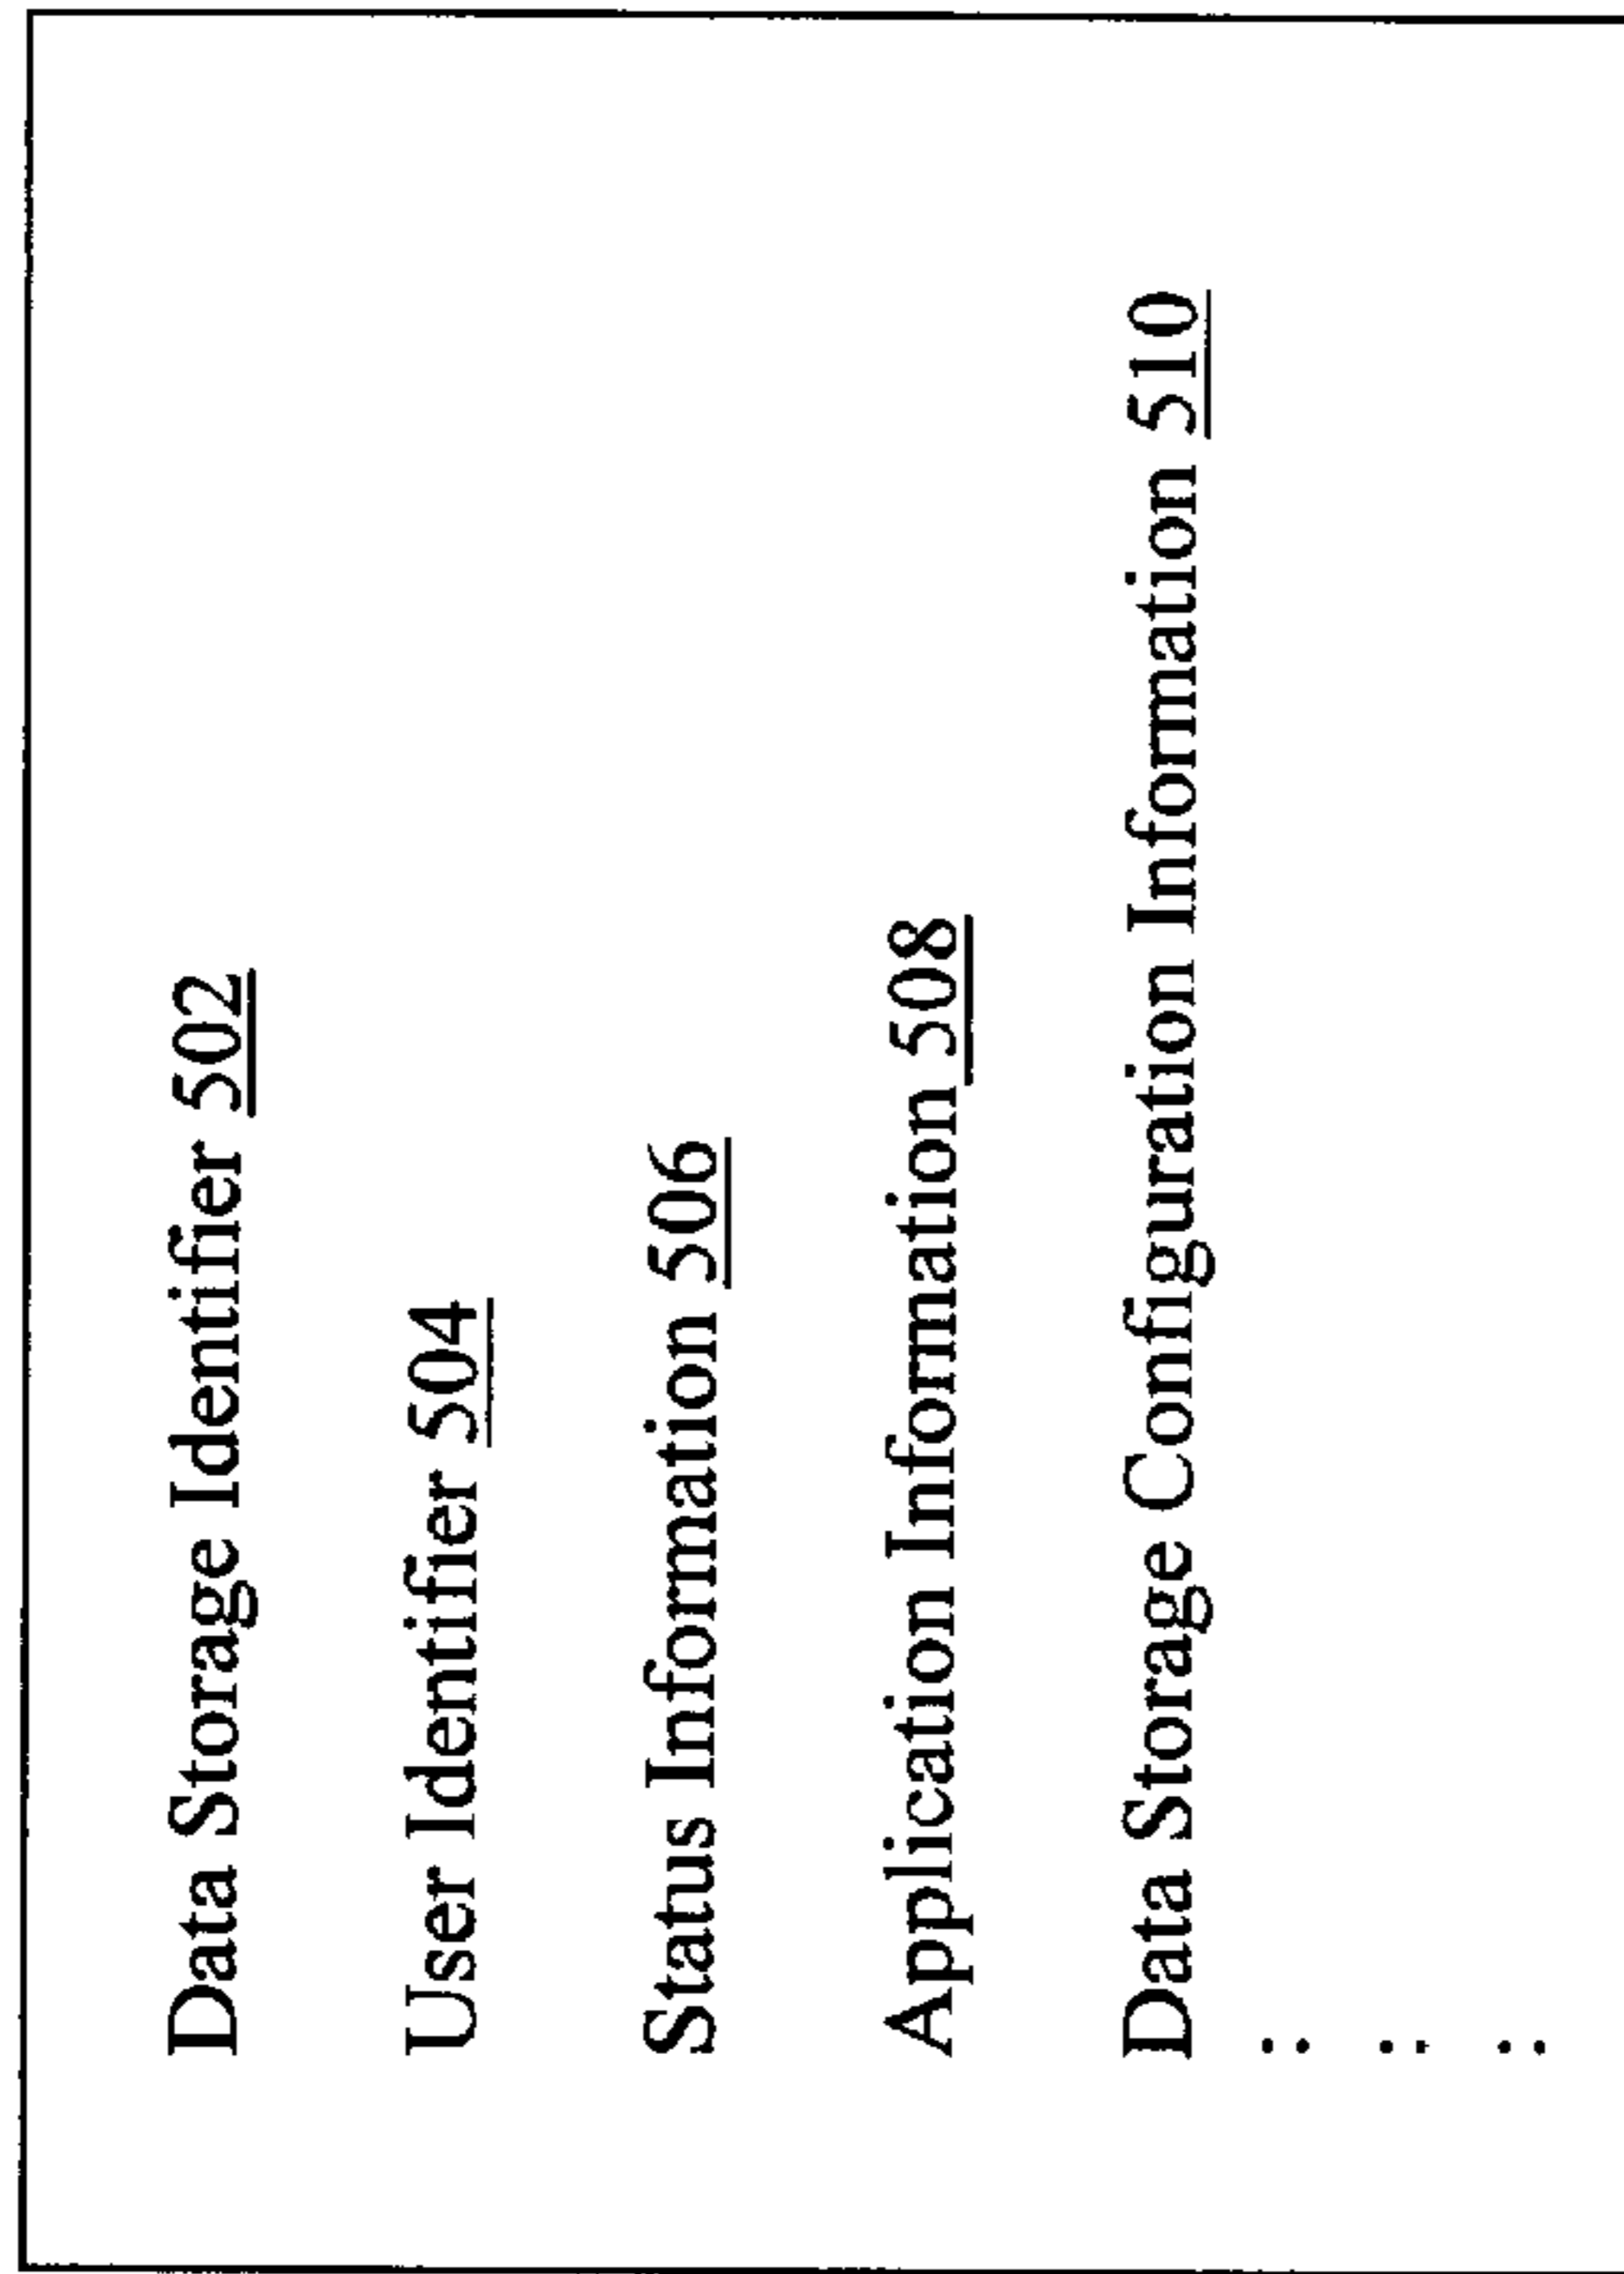 Data Storage Identifier 502
User Identifier 504
Status Information 506
Application Information 508
Data Storage Configuration Information 510
:
:
: